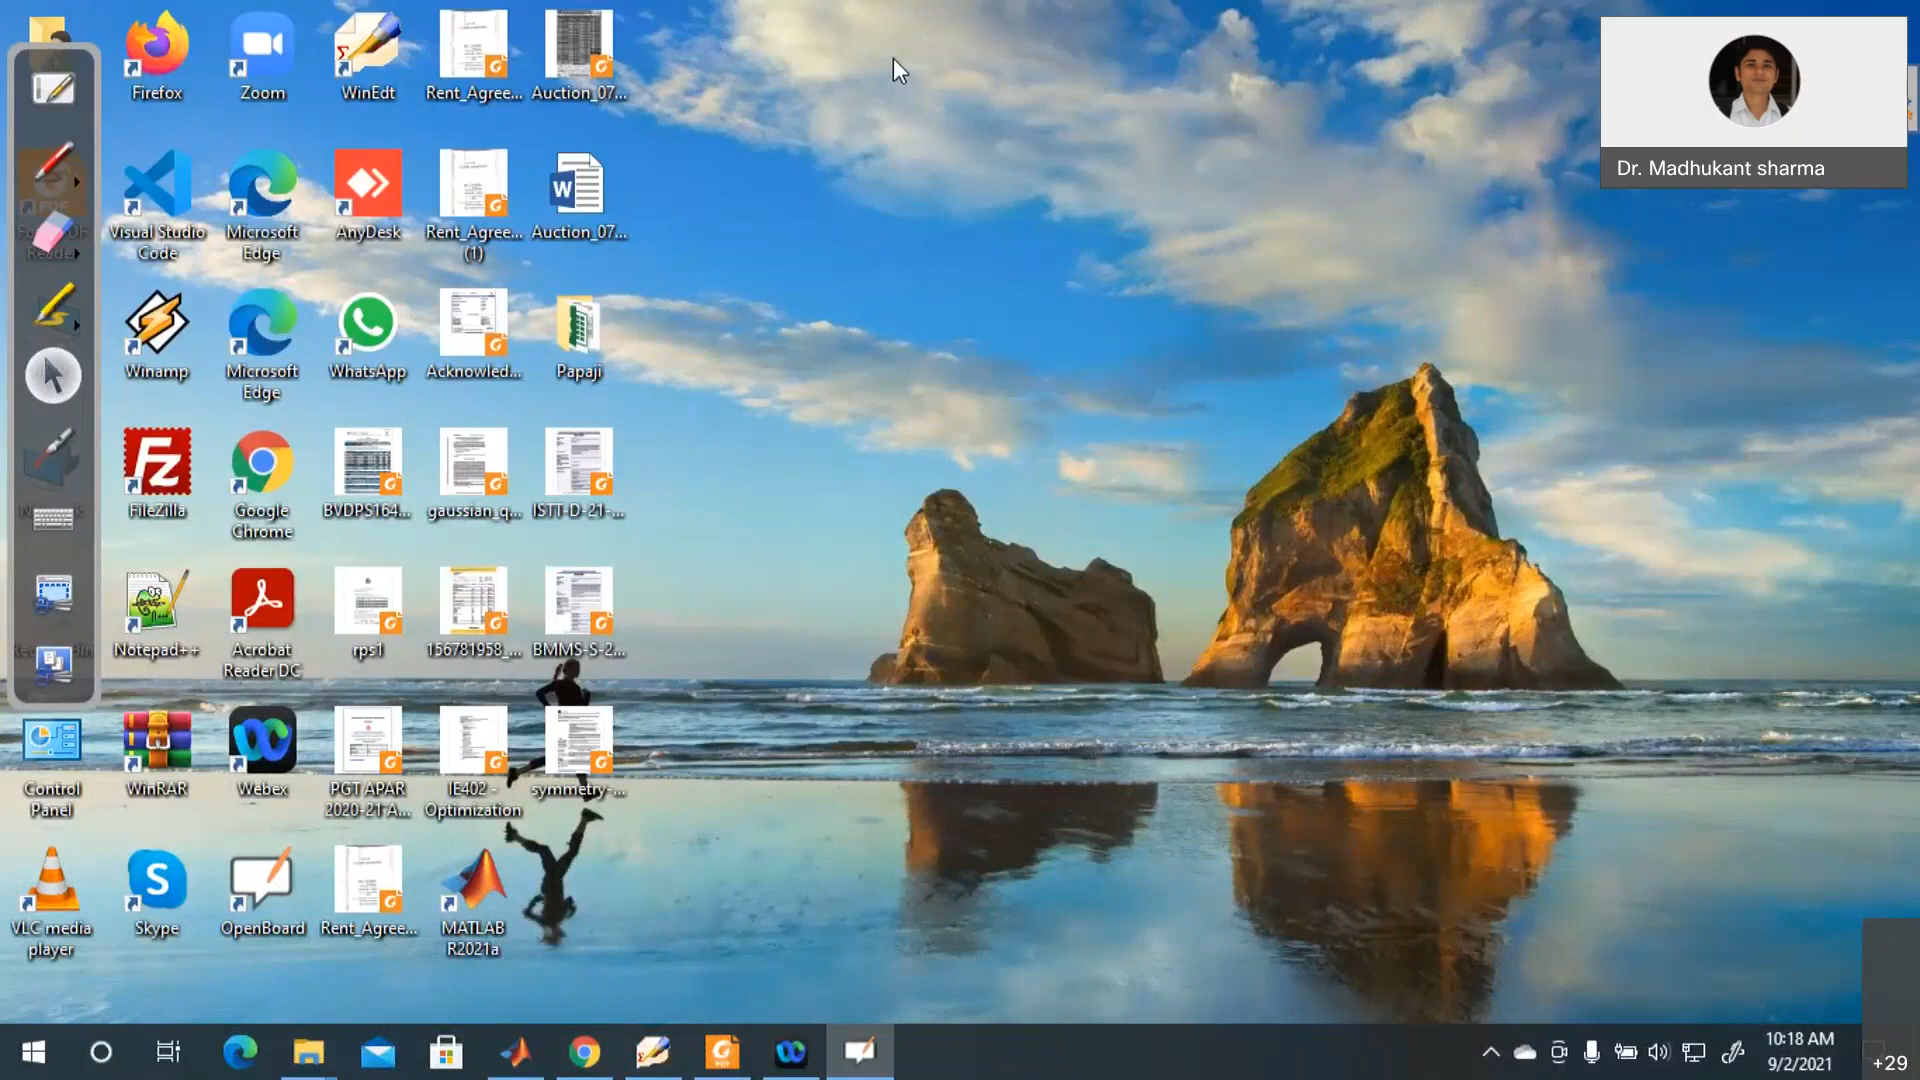 Firefox
Zoom
WinEdt
Rent_Agree...
Auction_07...
Dr. Madhukant sharma
Visual Studio
Code
Microsoft
Edge
AnyDesk
Rent_Agree...
(1)
Auction_07...
Winamp
Microsoft
Edge
WhatsApp
Acknowled...
Papaji
FileZilla
Google
Chrome
BVDPS164...
gaussian_q...
ISTT-D-21-...
Notepad++
Acrobat
Reader DC
rps1
156781958_...
BMMS-S-2...
Control
Panel
WinRAR
Webex
PGT APAR
2020-21 A...
IE402 -
Optimization
symmetry-...
VLC media
player
Skype
OpenBoard
Rent_Agree...
MATLAB
R2021a
10:18 AM
9/2/2021
+29